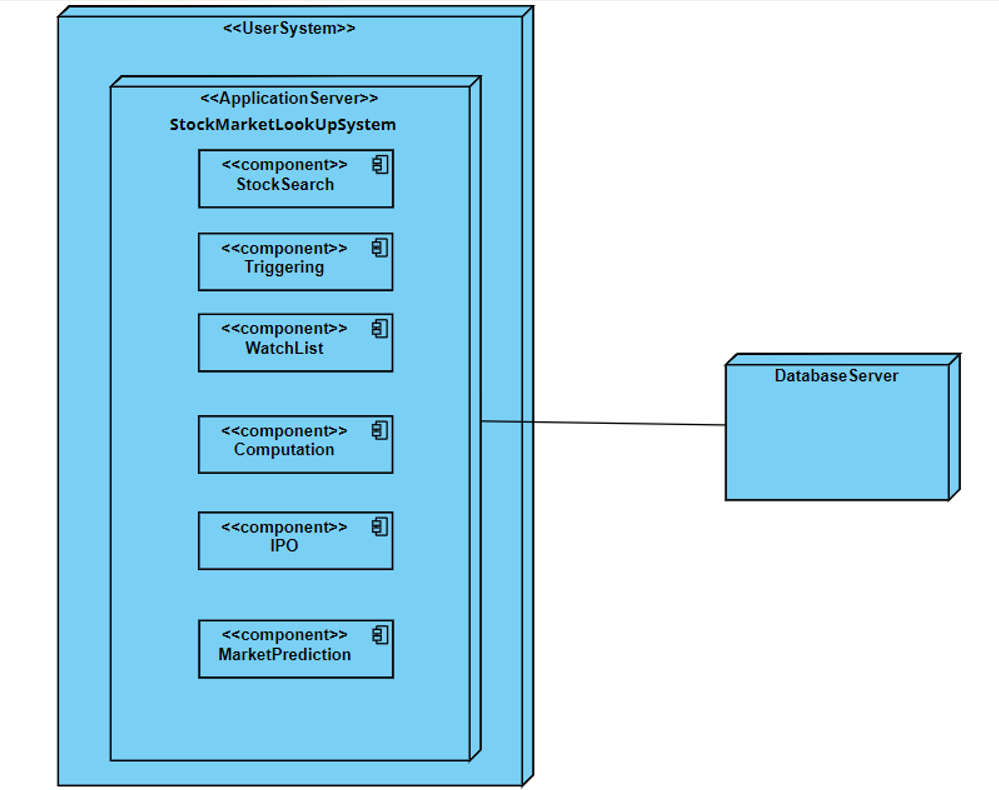 <<UserSystem>>
<<ApplicationServer>>
StockMarketLookUpSystem
<<component>>
StockSearch
<<component>>
Triggering
<<component>>
WatchList
<<component>>
Computation
<<component>>
IPO
<<component>>
MarketPrediction
DatabaseServer